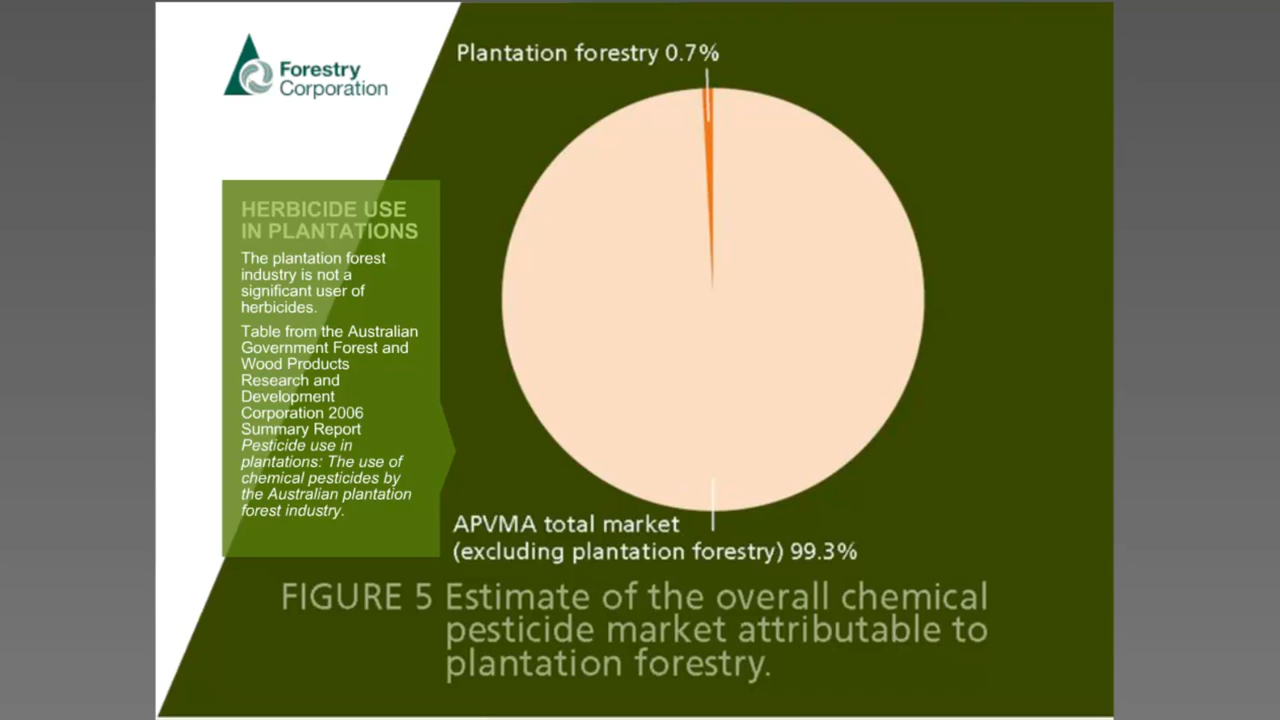 Forestry
Corporation
HERBICIDE USE
IN PLANTATIONS
The plantation forest
industry is not a
significant user of
herbicides.
Table from the Australian
Government Forest and
Wood Products
Research and
Development
Corporation 2006
Summary Report
Pesticide use in
plantations: The use of
chemical pesticides by
the Australian plantation
forest industry.
Plantation forestry 0.7%
APVMA total market
(excluding plantation forestry) 99.3%
FIGURE 5 Estimate of the overall chemical
pesticide market attributable to
plantation forestry.